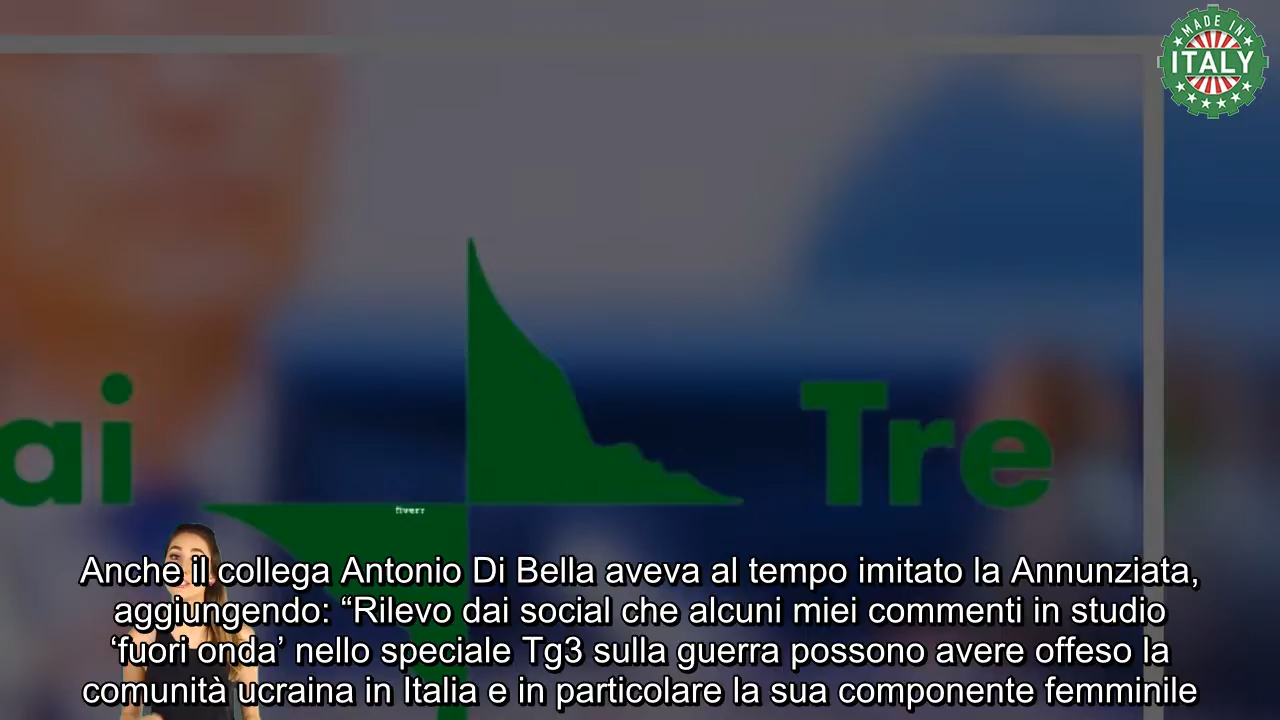 MADE IN
ITALY
ai Tre
fiverr
Anche il collega Antonio Di Bella aveva al tempo imitato la Annunziata,
aggiungendo: “Rilevo dai social che alcuni miei commenti in studio
‘fuori onda’ nello speciale Tg3 sulla guerra possono avere offeso la
comunità ucraina in Italia e in particolare la sua componente femminile